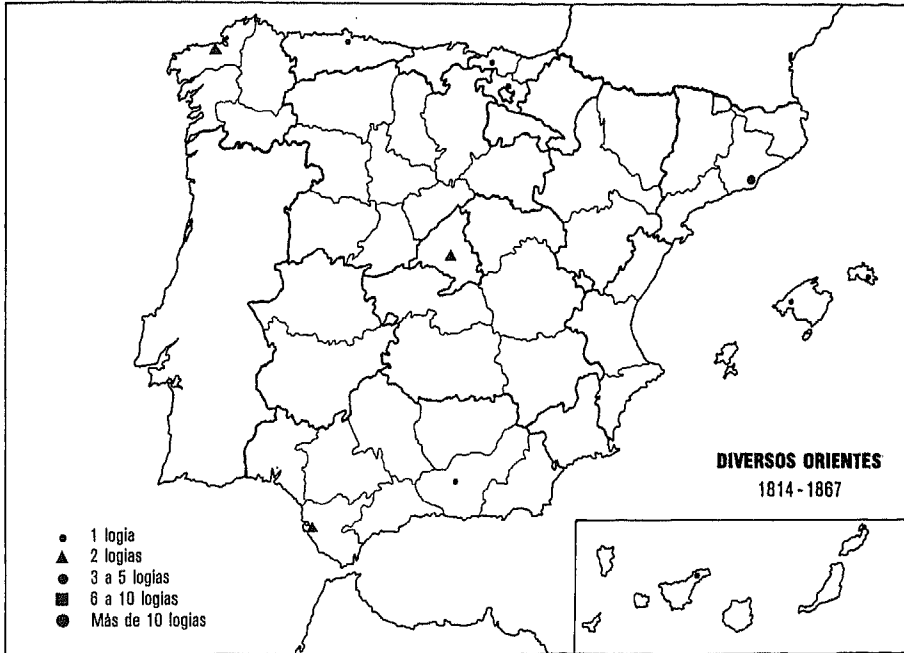 DIVERSOS ORIENTES
1814 - 1867
1 logia
2 logias
3 a 5 logias
6 a 10 logias
Más de 10 logias